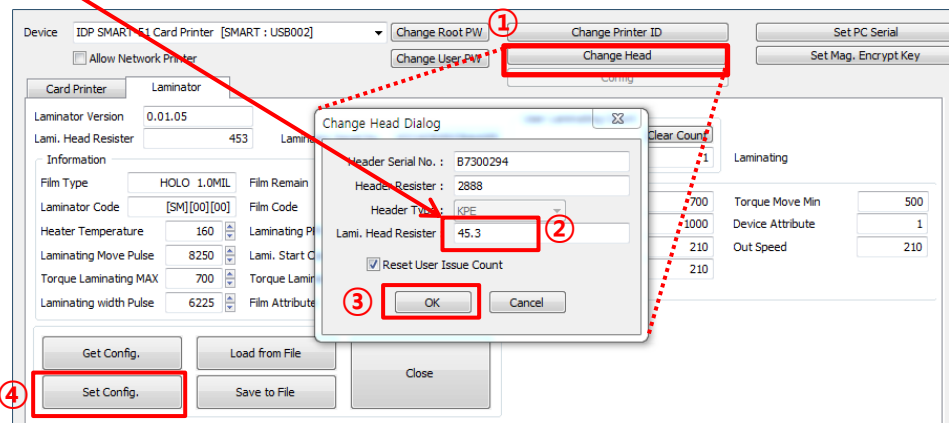 Device IDP SMART-51 Card Printer [SMART : USB002] Change Root PW ① Change Printer ID Set PC Serial
Allow Network Printer Change User PW Change Head Set Mag. Encrypt Key
Config
Card Printer Laminator
Laminator Version 0.01.05
Lami. Head Resister 453
Clear Count
Information 1 Laminating
Film Type HOLO 1.0MIL Film Remain
700 Torque Move Min 500
Laminator Code [SM][00][00] Film Code
1000 Device Attribute 1
Heater Temperature 160
210 Out Speed 210
Laminating Move Pulse 8250 Lami. Start
210
Torque Laminating MAX 700
Laminating width Pulse 6225 Film Attribute
Change Head Dialog
Header Serial No. : B7300294
Header Resister : 2888
Header Type : KPE
Lami. Head Resister 45.3 ②
Reset User Issue Count
③ OK Cancel
Get Config. Load from File
Close
④ Set Config. Save to File